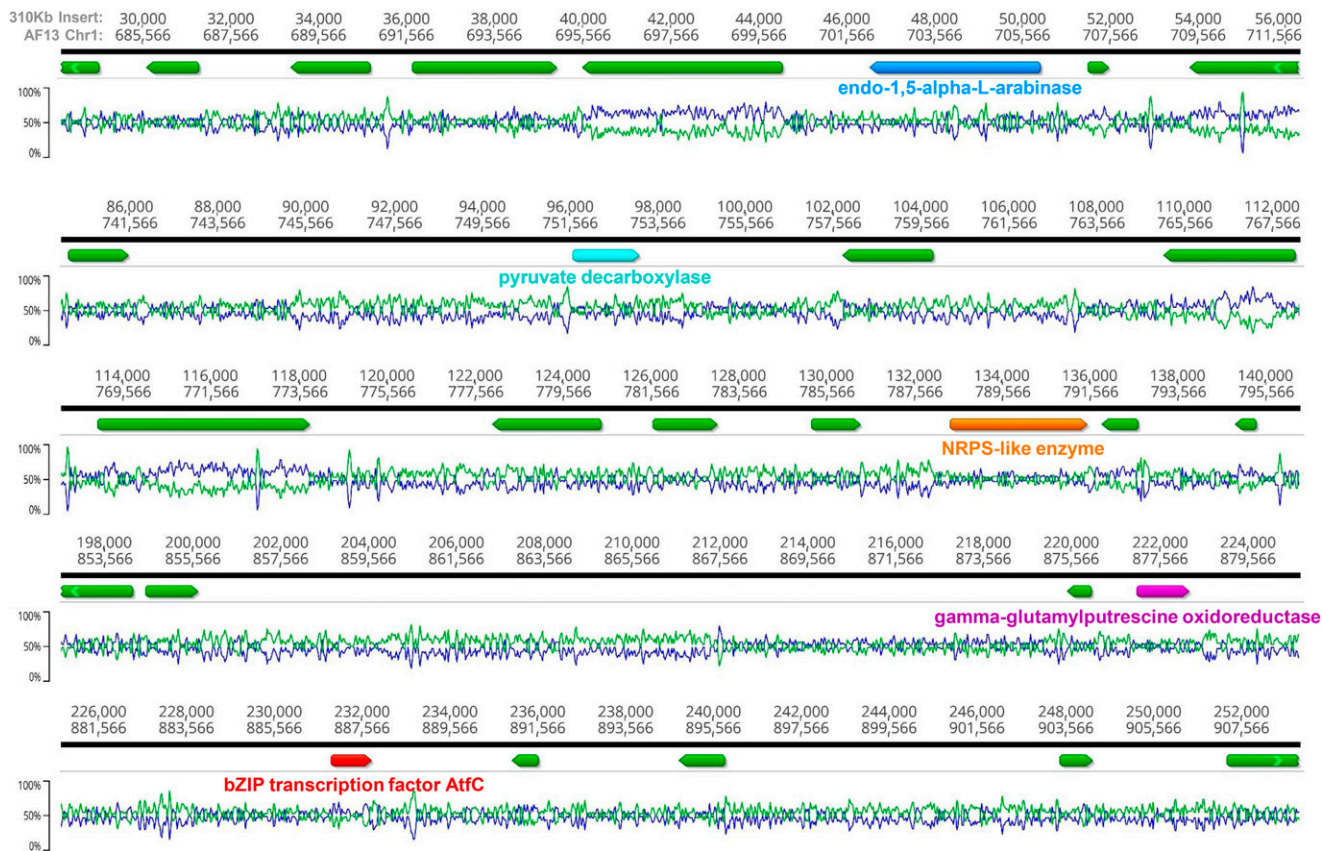 310Kb Insert: 30,000 32,000 34,000 36,000 38,000 40,000 42,000 44,000 46,000 48,000 50,000 52,000 54,000 56,000
AF13 Chr1: 685,566 687,566 689,566 691,566 693,566 695,566 697,566 699,566 701,566 703,566 705,566 707,566 709,566 711,566
endo-1,5-alpha-L-arabinase
100%
50%
0%
86,000 88,000 90,000 92,000 94,000 96,000 98,000 100,000 102,000 104,000 106,000 108,000 110,000 112,000
741,566 743,566 745,566 747,566 749,566 751,566 753,566 755,566 757,566 759,566 761,566 763,566 765,566 767,566
pyruvate decarboxylase
100%
50%
0%
114,000 116,000 118,000 120,000 122,000 124,000 126,000 128,000 130,000 132,000 134,000 136,000 138,000 140,000
769,566 771,566 773,566 775,566 777,566 779,566 781,566 783,566 785,566 787,566 789,566 791,566 793,566 795,566
NRPS-like enzyme
100%
50%
0%
198,000 200,000 202,000 204,000 206,000 208,000 210,000 212,000 214,000 216,000 218,000 220,000 222,000 224,000
853,566 855,566 857,566 859,566 861,566 863,566 865,566 867,566 869,566 871,566 873,566 875,566 877,566 879,566
gamma-glutamylputrescine oxidoreductase
100%
50%
0%
226,000 228,000 230,000 232,000 234,000 236,000 238,000 240,000 242,000 244,000 246,000 248,000 250,000 252,000
881,566 883,566 885,566 887,566 889,566 891,566 893,566 895,566 897,566 899,566 901,566 903,566 905,566 907,566
bZIP transcription factor AtfC
100%
50%
0%